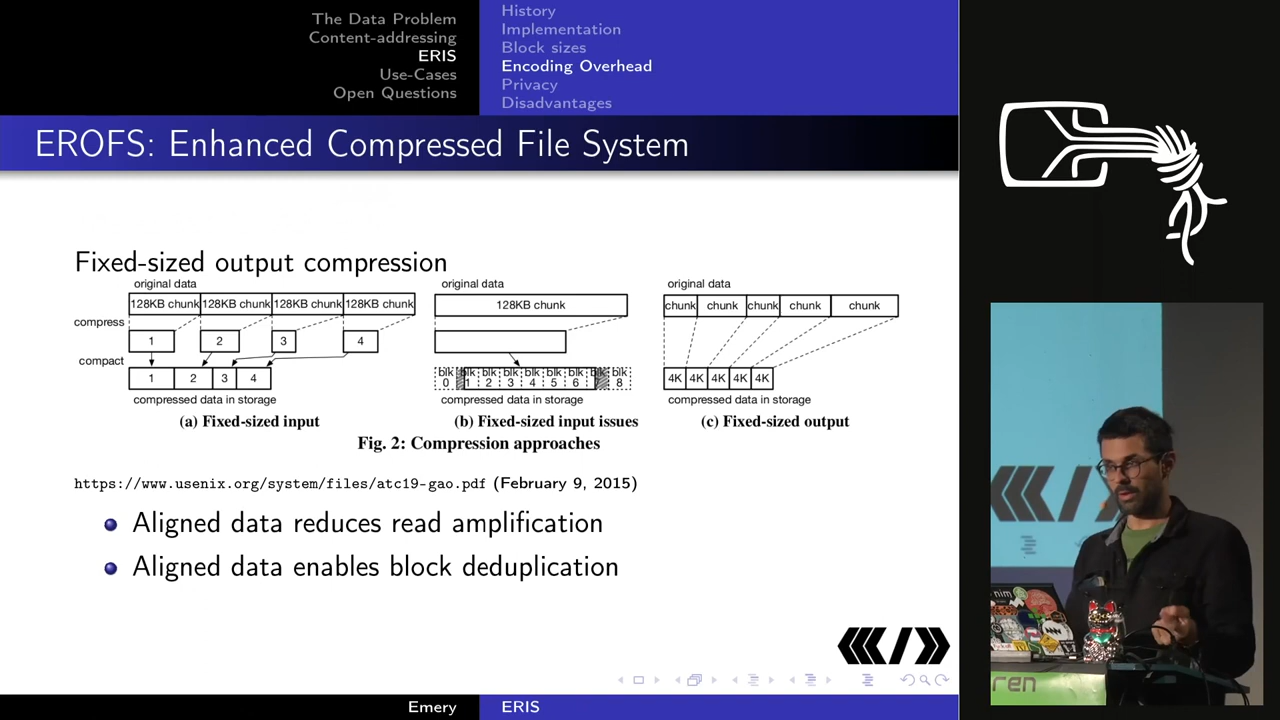 The Data Problem
Content-addressing
ERIS
Use-Cases
Open Questions
History
Implementation
Block sizes
Encoding Overhead
Privacy
Disadvantages
EROFS: Enhanced Compressed File System
Fixed-sized output compression
original data
128KB chunk 128KB chunk 128KB chunk 128KB chunk
compress
1 2 3 4
compact
1 2 3 4
compressed data in storage
(a) Fixed-sized input
original data
128KB chunk
blk blk blk blk blk blk blk blk
0 1 2 3 4 5 6 8
compressed data in storage
(b) Fixed-sized input issues
original data
chunk chunk chunk chunk chunk
4K 4K 4K 4K 4K
compressed data in storage
(c) Fixed-sized output
Fig. 2: Compression approaches
https://www.usenix.org/system/files/atc19-gao.pdf (February 9, 2015)
Aligned data reduces read amplification
Aligned data enables block deduplication
Emery
ERIS
nim
ren